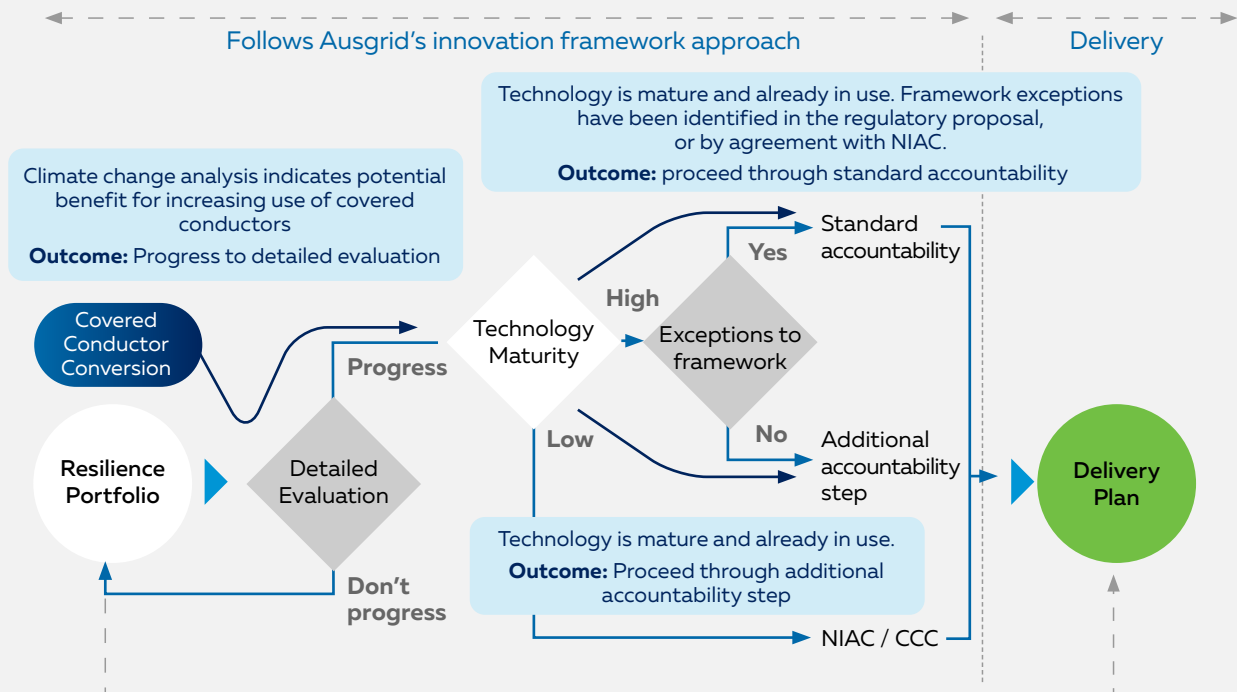 Follows Ausgrid's innovation framework approach
Delivery
Technology is mature and already in use. Framework exceptions
have been identified in the regulatory proposal,
or by agreement with NIAC.
Outcome: proceed through standard accountability
Climate change analysis indicates potential
benefit for increasing use of covered
conductors
Outcome: Progress to detailed evaluation
Covered
Conductor
Conversion
Resilience
Portfolio
Detailed
Evaluation
Progress
Don't
progress
Technology
Maturity
High
Low
Exceptions to
framework
Yes
No
Standard
accountability
Additional
accountability
step
Technology is mature and already in use.
Outcome: Proceed through additional
accountability step
NIAC / CCC
Delivery
Plan